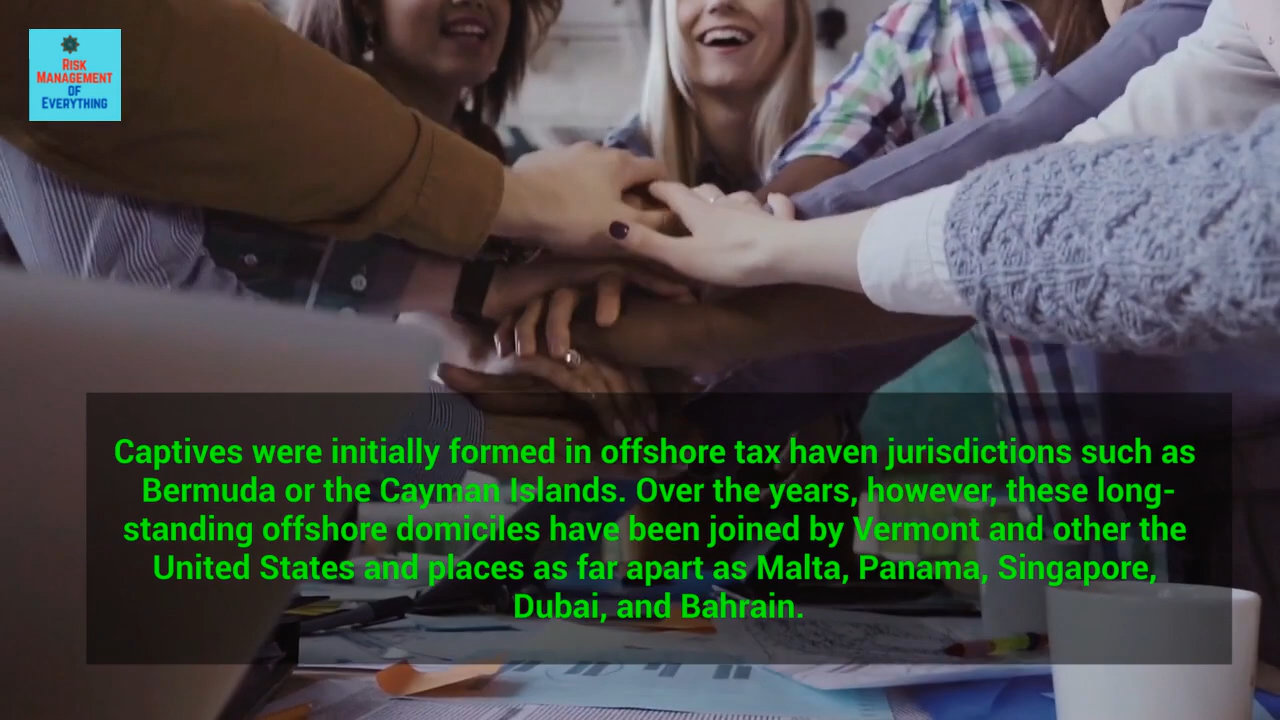 Risk
Management
of
Everything
Captives were initially formed in offshore tax haven jurisdictions such as
Bermuda or the Cayman Islands. Over the years, however, these long-
standing offshore domiciles have been joined by Vermont and other the
United States and places as far apart as Malta, Panama, Singapore,
Dubai, and Bahrain.